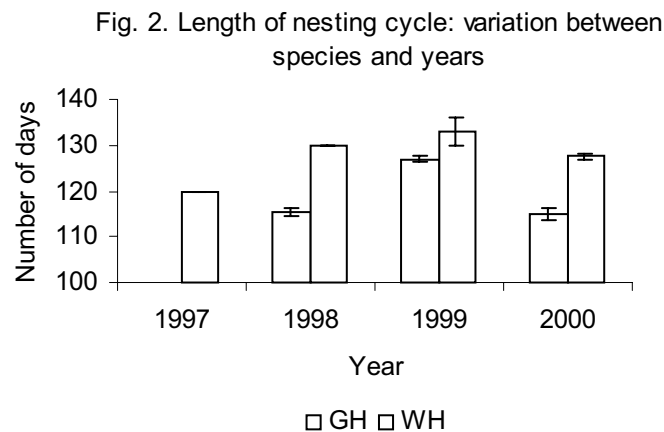 Fig. 2. Length of nesting cycle: variation between
species and years
Number of days
140
130
120
110
100
1997 1998 1999 2000
Year
GH WH